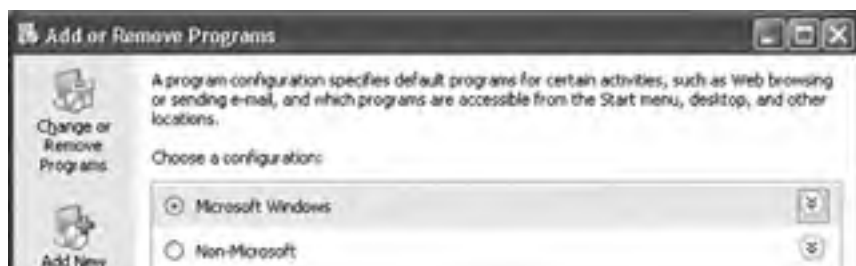 Add or Remove Programs
A program configuration specifies default programs for certain activities, such as Web browsing
or sending e-mail, and which programs are accessible from the Start menu, desktop, and other
locations.
Change or
Remove
Programs
Choose a configuration:
Microsoft Windows
Non-Microsoft
Add New